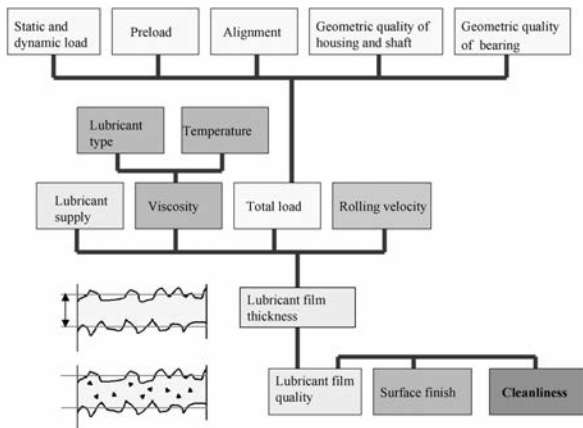 Static and
dynamic load
Preload
Alignment
Geometric quality of
housing and shaft
Geometric quality
of bearing
Lubricant
type
Temperature
Lubricant
supply
Viscosity
Total load
Rolling velocity
Lubricant film
thickness
Lubricant film
quality
Surface finish
Cleanliness